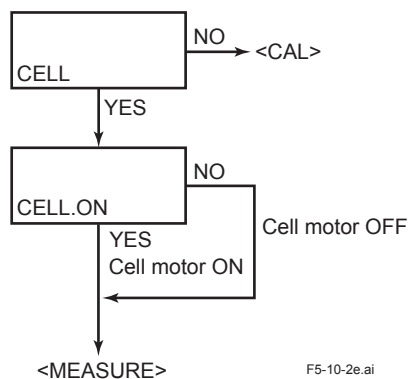 NO
<CAL>
CELL
YES
NO
CELL.ON
Cell motor OFF
YES
Cell motor ON
<MEASURE>
F5-10-2e.ai